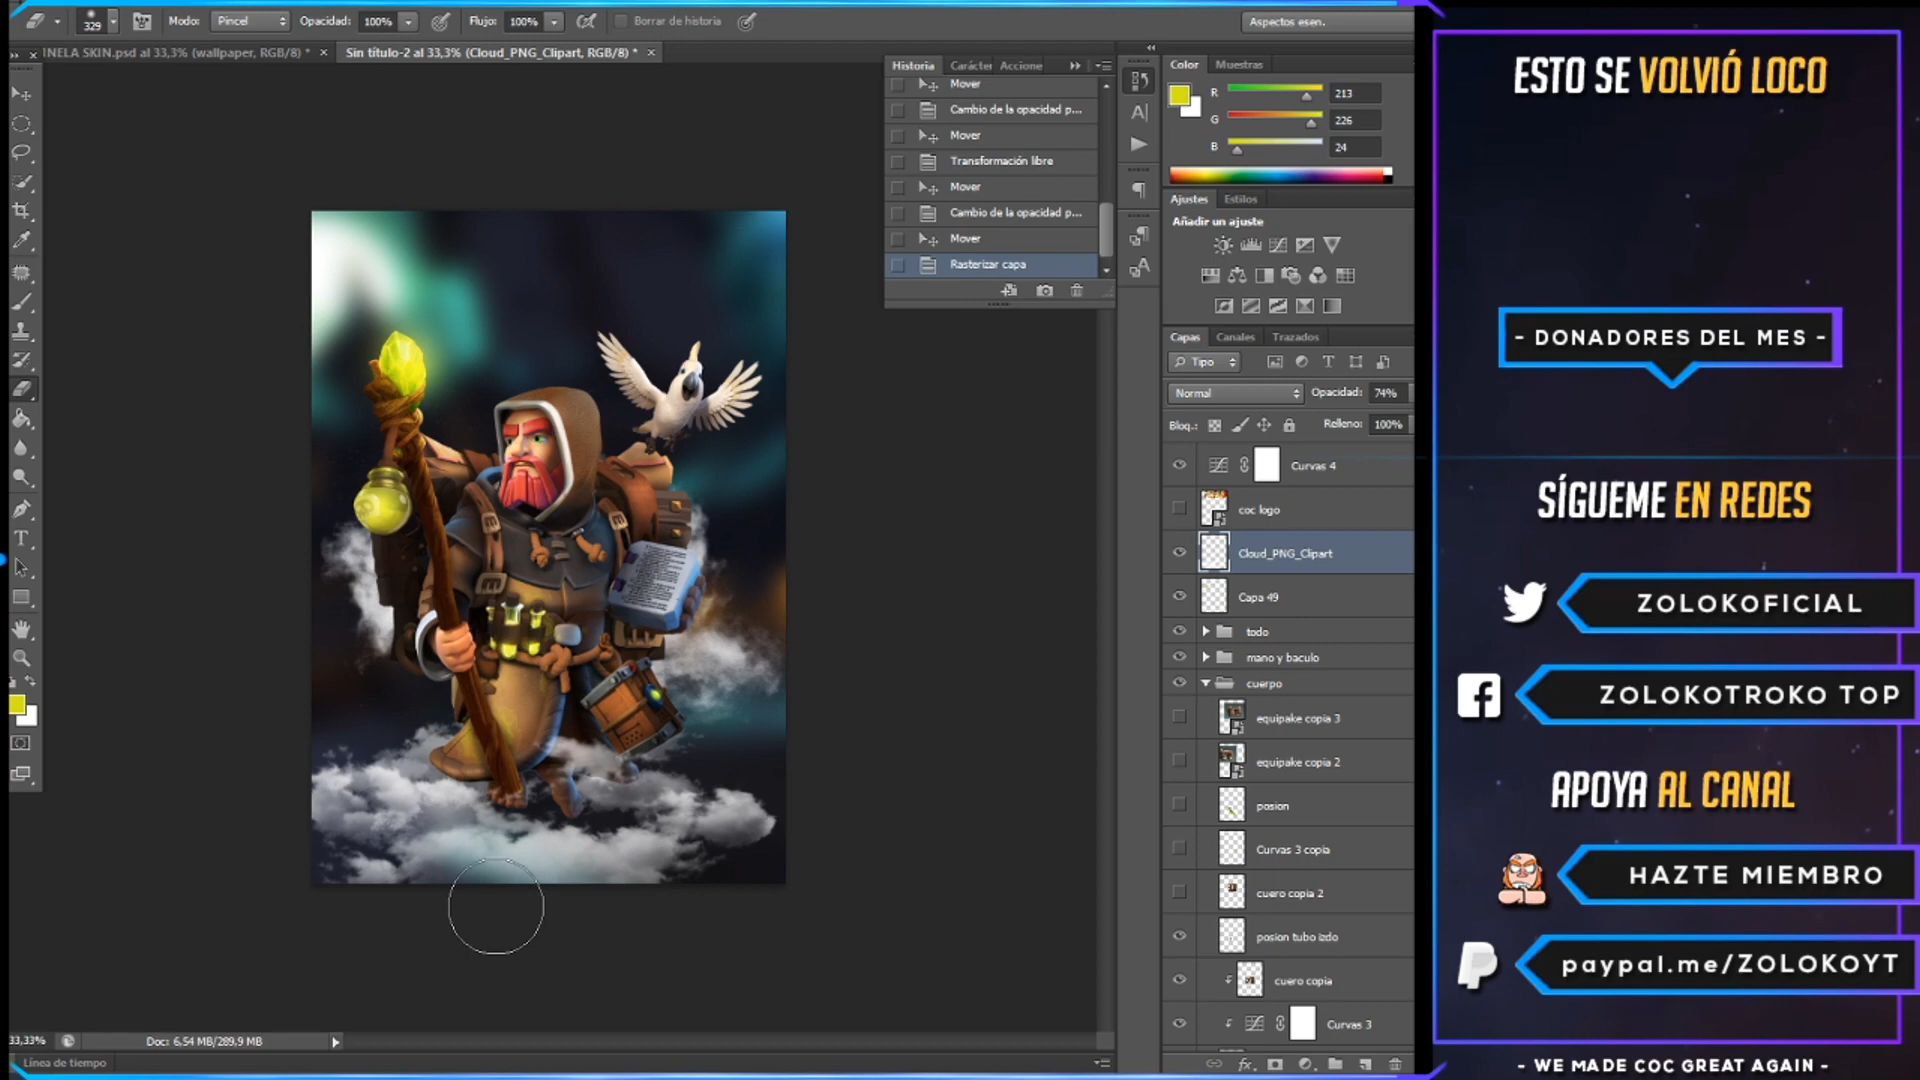 329 Modo: Pincel Opacidad: 100% Flujo: 100% Borrar de historia Aspectos esen.
INELA SKIN.psd al 33,3% (wallpaper, RGB/8) * × Sin título-2 al 33,3% (Cloud_PNG_Clipart, RGB/8) * ×
Historia Carácter Accione
Mover
Cambio de la opacidad p...
Mover
Transformación libre
Mover
Cambio de la opacidad p...
Mover
Rasterizar capa
Color Muestras
R 213
G 226
B 24
Ajustes Estilos
Añadir un ajuste
Capas Canales Trazados
Tipo
Normal Opacidad: 74%
Bloq.: Relleno: 100%
Curvas 4
coc logo
Cloud_PNG_Clipart
Capa 49
todo
mano y baculo
cuerpo
equipake copia 3
equipake copia 2
posion
Curvas 3 copia
cuero copia 2
posion tubo izdo
cuero copia
Curvas 3
33,33% Doc: 6,54 MB/289,9 MB
Línea de tiempo
ESTO SE VOLVIÓ LOCO
- DONADORES DEL MES -
SÍGUEME EN REDES
ZOLOKOFICIAL
ZOLOKOTROKO TOP
APOYA AL CANAL
HAZTE MIEMBRO
paypal.me/ZOLOKOYT
- WE MADE COC GREAT AGAIN -